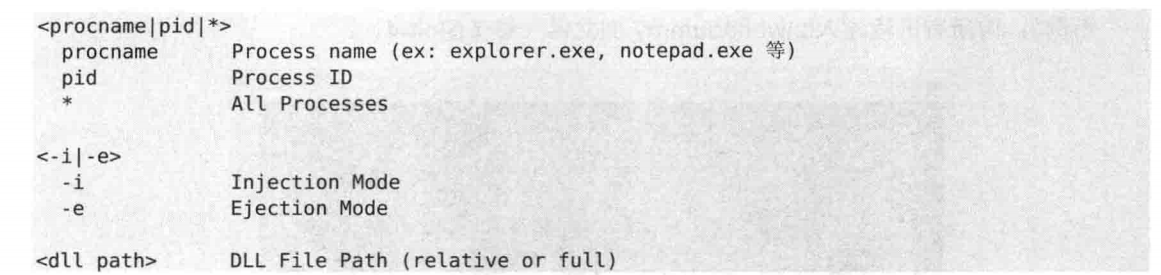 <procname|pid|*>
procname Process name (ex: explorer.exe, notepad.exe 等)
pid Process ID
* All Processes
<-i|-e>
-i Injection Mode
-e Ejection Mode
<dll path> DLL File Path (relative or full)